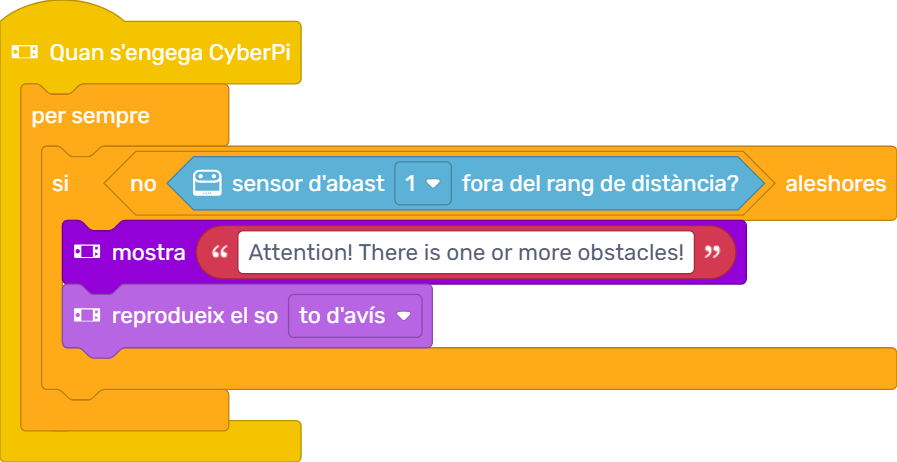 Quan s'engega CyberPi
per sempre
si no sensor d'abast 1 fora del rang de distància? aleshores
mostra “ Attention! There is one or more obstacles! ”
reprodueix el so to d'avís